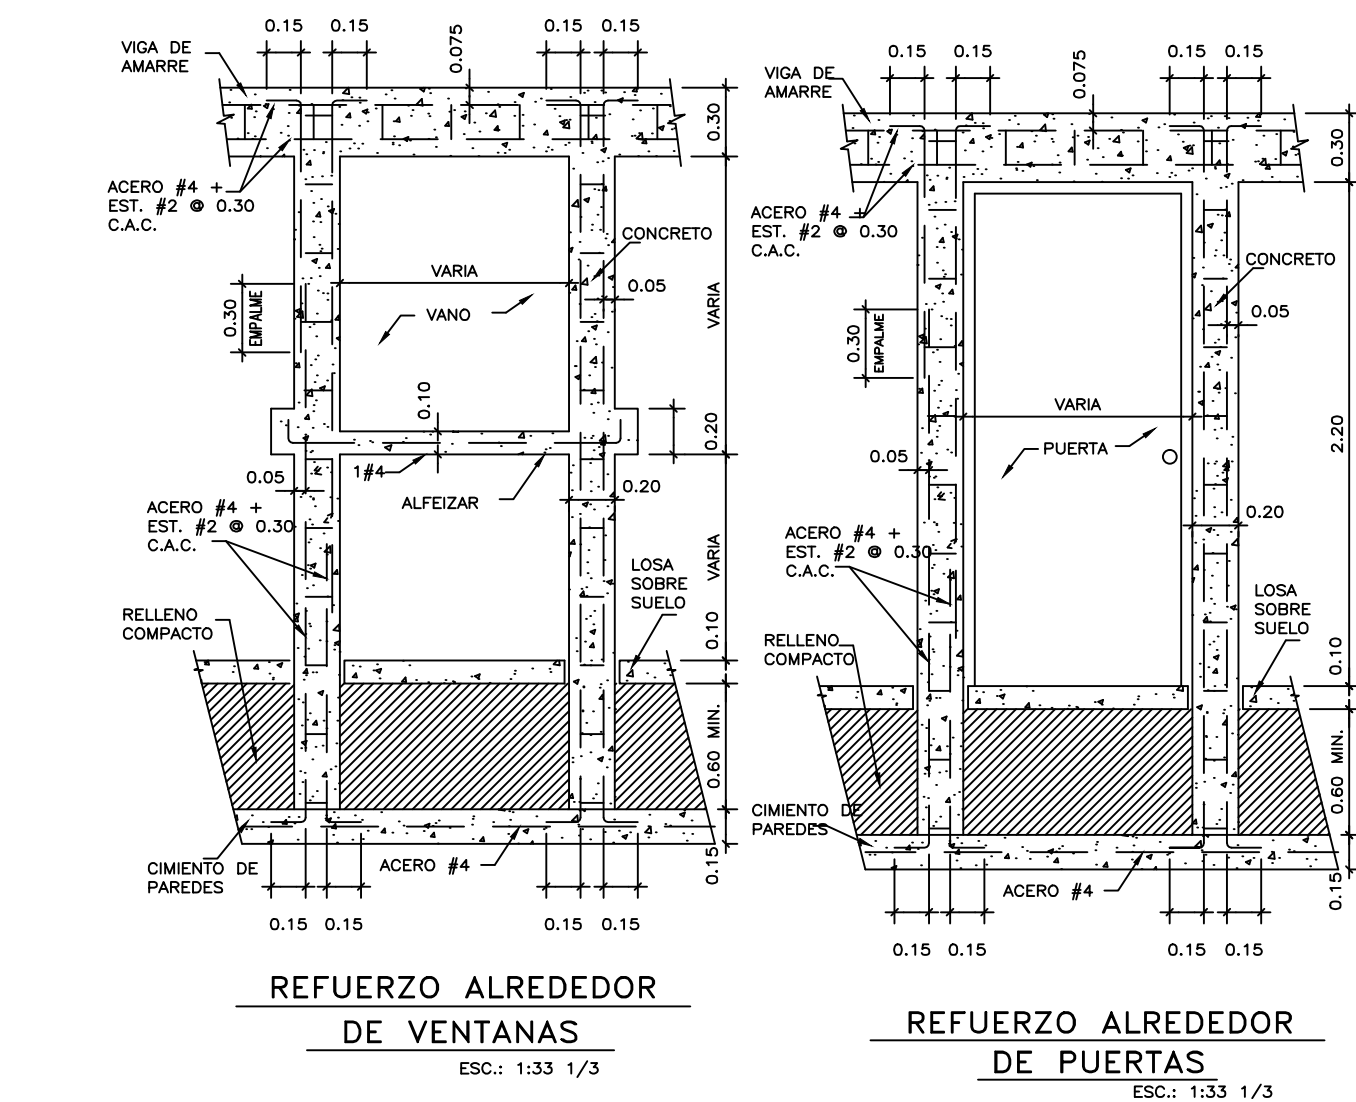 0.15
0.15
0.15
0.15
0.075
VIGA DE
AMARRE
0.30
ACERO #4 +
EST. #2 @ 0.30
C.A.C.
CONCRETO
VARIA
0.05
0.30
EMPALME
VANO
VARIA
0.10
0.20
1#4
0.05
0.20
ALFEIZAR
ACERO #4 +
EST. #2 @ 0.30
C.A.C.
VARIA
LOSA
SOBRE
SUELO
RELLENO
COMPACTO
0.10
0.60 MIN.
CIMIENTO DE
PAREDES
ACERO #4
0.15
0.15
0.15
0.15
0.15
REFUERZO ALREDEDOR
DE VENTANAS
ESC.: 1:33 1/3
0.15
0.15
0.15
0.15
0.075
VIGA DE
AMARRE
0.30
ACERO #4 +
EST. #2 @ 0.30
C.A.C.
CONCRETO
0.05
0.30
EMPALME
VARIA
2.20
PUERTA
0.05
0.20
ACERO #4 +
EST. #2 @ 0.30
C.A.C.
LOSA
SOBRE
SUELO
RELLENO
COMPACTO
0.10
0.60 MIN.
CIMIENTO DE
PAREDES
ACERO #4
0.15
0.15
0.15
0.15
0.15
REFUERZO ALREDEDOR
DE PUERTAS
ESC.: 1:33 1/3